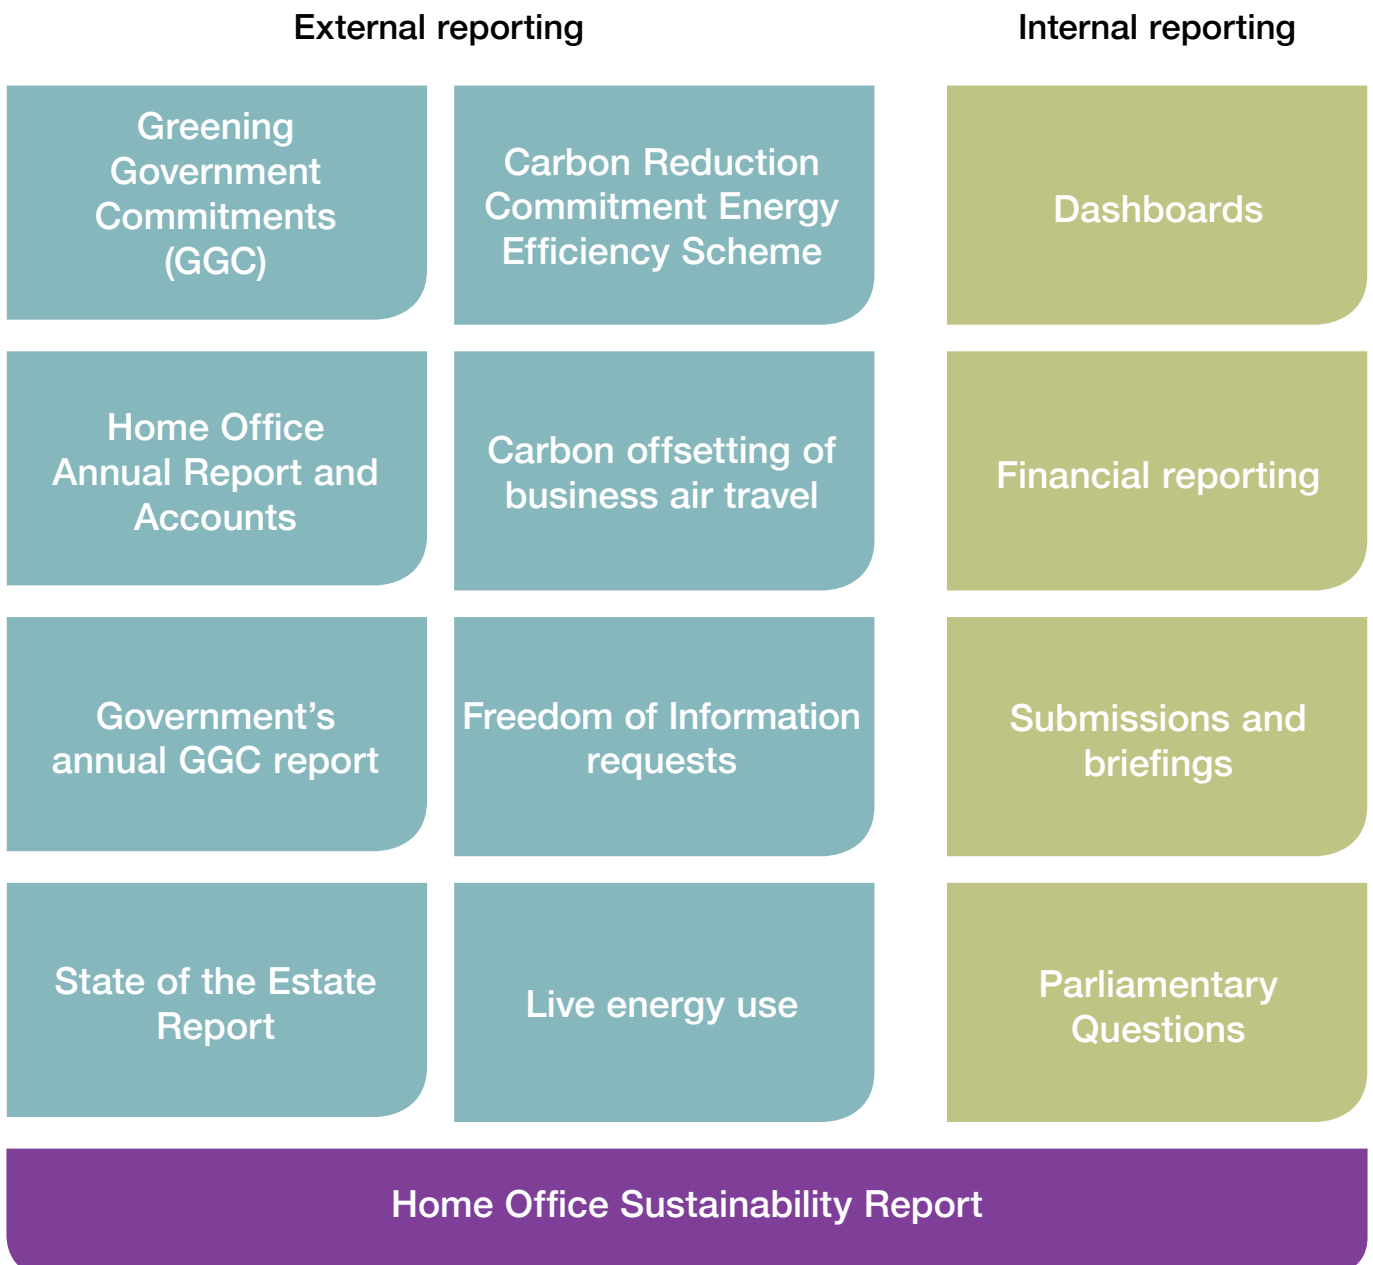 External reporting
Internal reporting
Greening
Government
Commitments
(GGC)
Carbon Reduction
Commitment Energy
Efficiency Scheme
Dashboards
Home Office
Annual Report and
Accounts
Carbon offsetting of
business air travel
Financial reporting
Government’s
annual GGC report
Freedom of Information
requests
Submissions and
briefings
State of the Estate
Report
Live energy use
Parliamentary
Questions
Home Office Sustainability Report